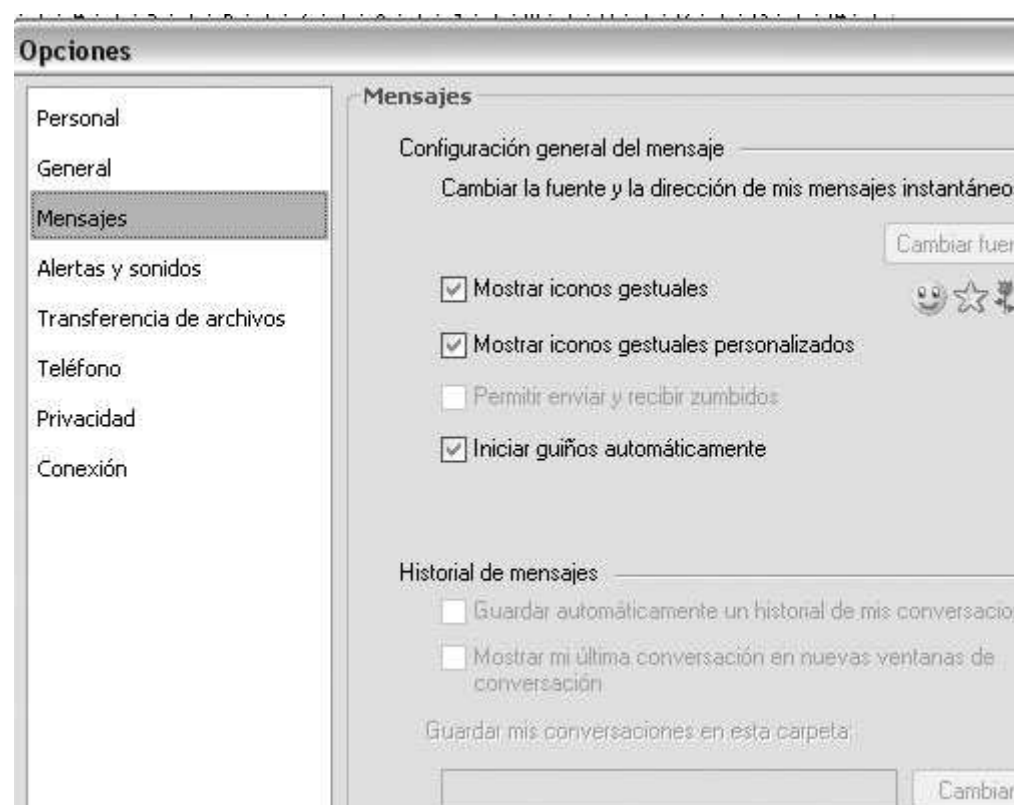 Opciones
Personal
General
Mensajes
Alertas y sonidos
Transferencia de archivos
Teléfono
Privacidad
Conexión
Mensajes
Configuración general del mensaje
Cambiar la fuente y la dirección de mis mensajes instantáneo
Cambiar fuer
Mostrar iconos gestuales
Mostrar iconos gestuales personalizados
Permitir enviar y recibir zumbidos
Iniciar guiños automáticamente
Historial de mensajes
Guardar automáticamente un historial de mis conversacio
Mostrar mi última conversación en nuevas ventanas de
conversación
Guardar mis conversaciones en esta carpeta:
Cambiar